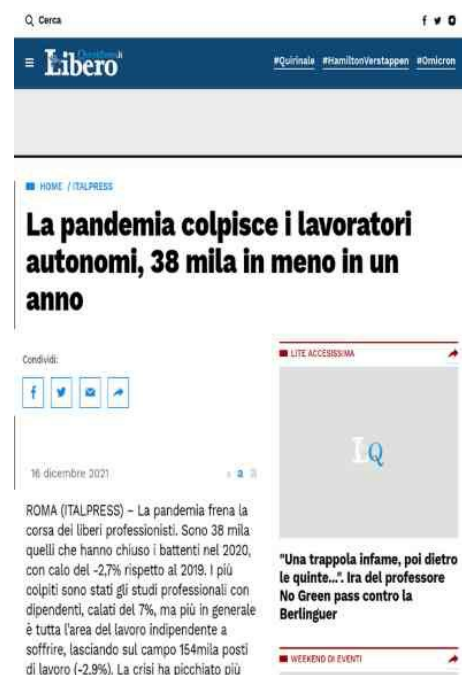 Cerca
Quotidiano
Libero
#Quirinale #HamiltonVerstappen #Omicron
HOME / ITALPRESS
La pandemia colpisce i lavoratori
autonomi, 38 mila in meno in un
anno
Condividi:
16 dicembre 2021
a a
ROMA (ITALPRESS) – La pandemia frena la
corsa dei liberi professionisti. Sono 38 mila
quelli che hanno chiuso i battenti nel 2020,
con calo del -2,7% rispetto al 2019. I più
colpiti sono stati gli studi professionali con
dipendenti, calati del 7%, ma più in generale
è tutta l'area del lavoro indipendente a
soffrire, lasciando sul campo 154mila posti
di lavoro (-2,9%). La crisi ha picchiato più
LITE ACCESISSIMA
LQ
"Una trappola infame, poi dietro
le quinte...". Ira del professore
No Green pass contro la
Berlinguer
WEEKEND DI EVENTI